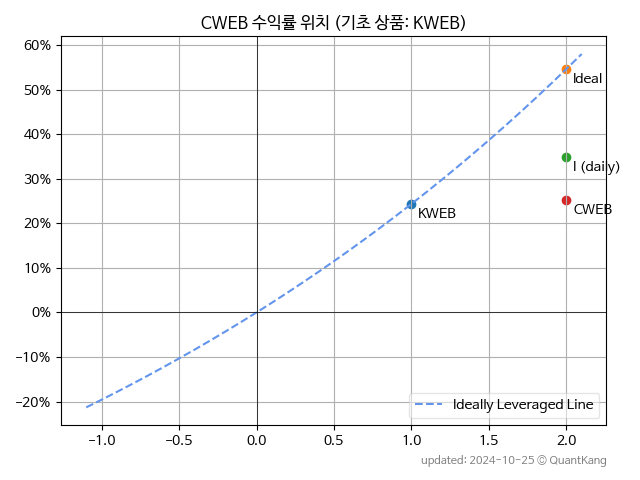 CWEB 수익률 위치 (기초 상품: KWEB)
60%
50%
40%
30%
20%
10%
0%
−10%
−20%
Ideal
I (daily)
CWEB
KWEB
Ideally Leveraged Line
−1.0 −0.5 0.0 0.5 1.0 1.5 2.0
updated: 2024-10-25 © QuantKang